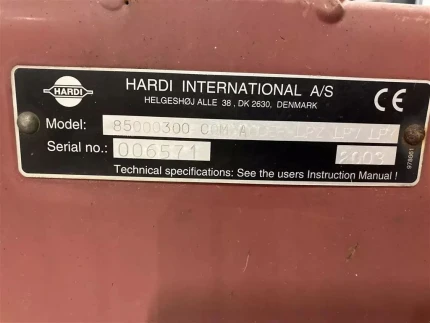 HARDI
HARDI INTERNATIONAL A/S
HELGESHØJ ALLE 38, DK 2630, DENMARK
CE
Model: 85000300
Serial no.: 006571
Technical specifications: See the users Instruction Manual !